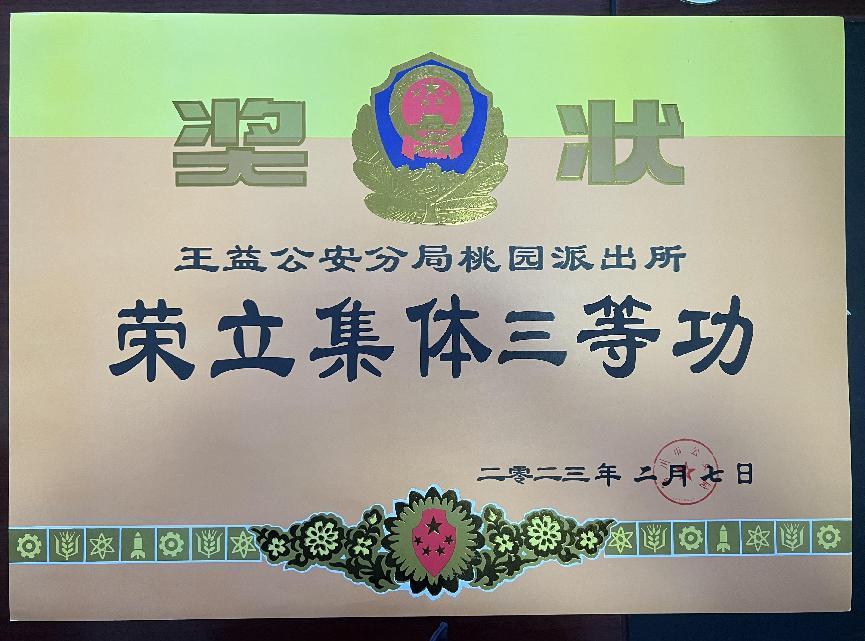 奖状
王益公安分局桃园派出所
荣立集体三等功
二零二三年二月七日